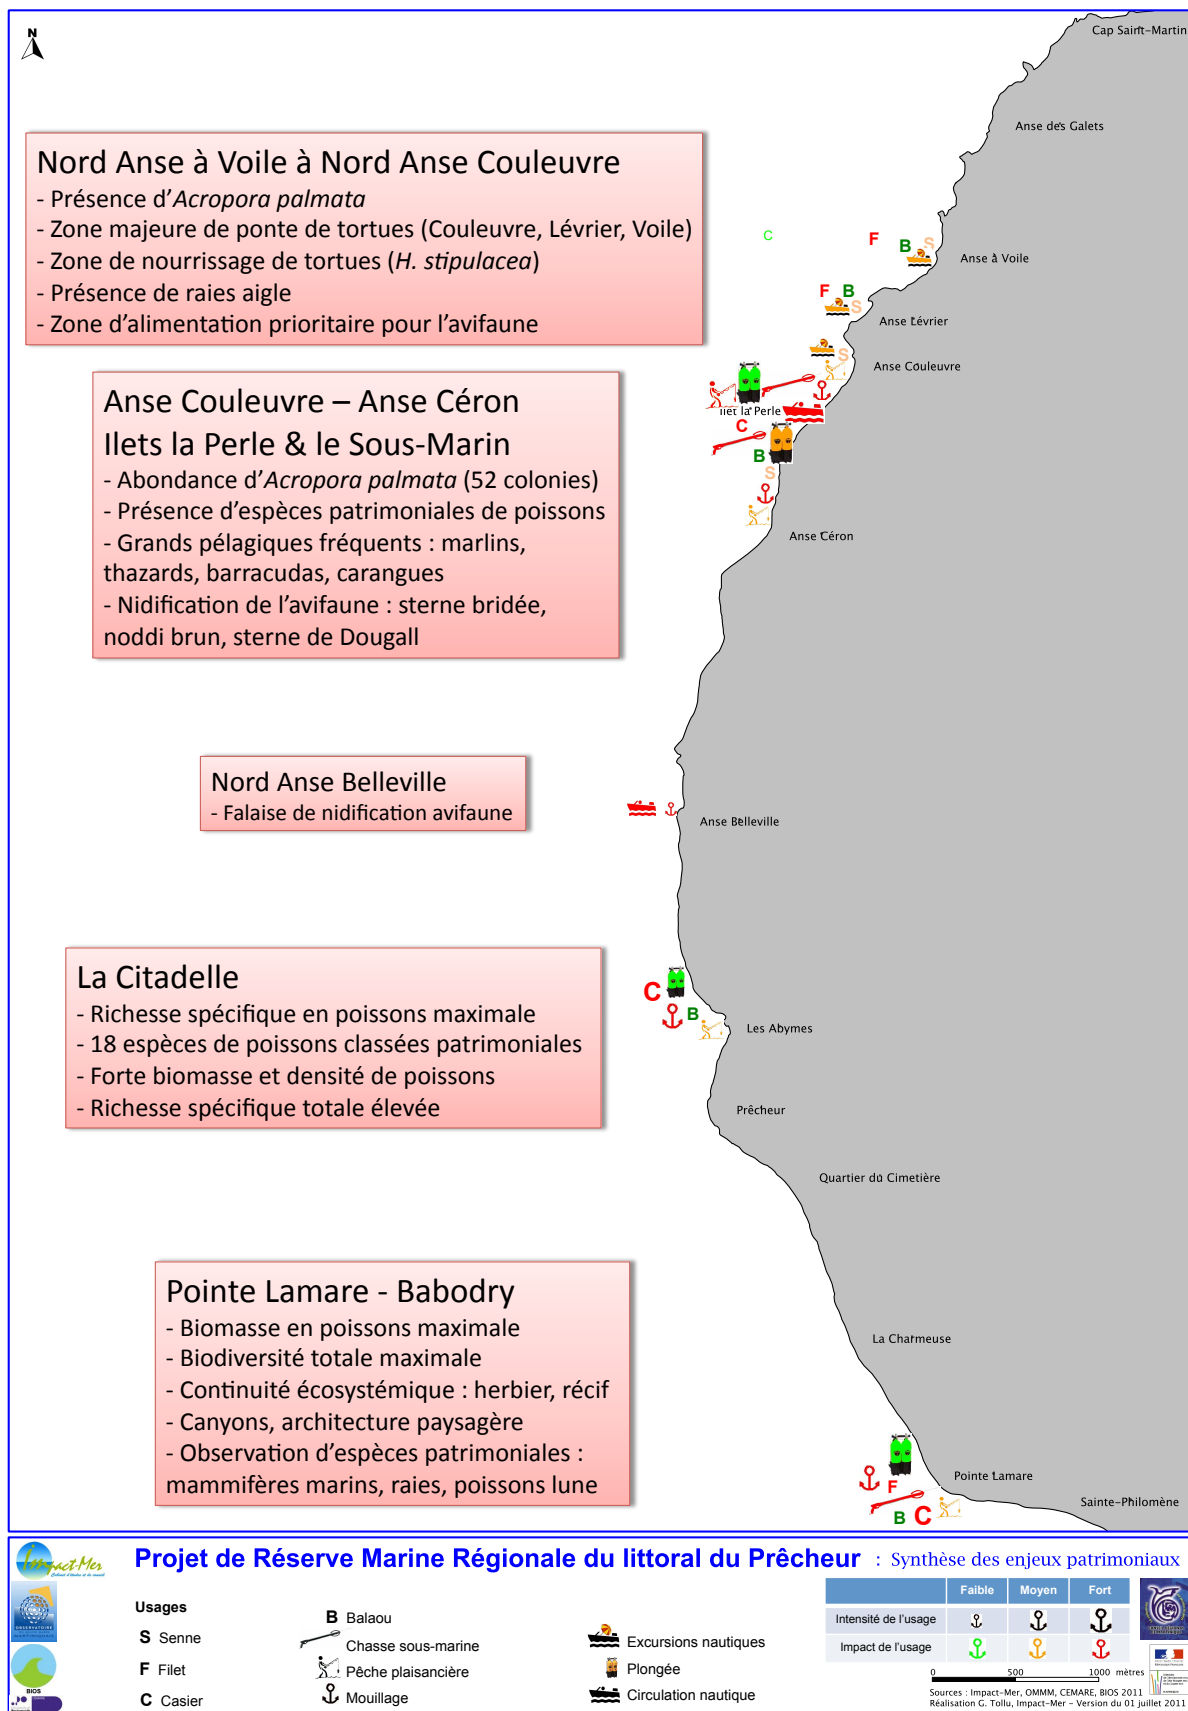 N
Cap Saint-Martin
Anse des Galets
Nord Anse à Voile à Nord Anse Couleuvre
- Présence d'Acropora palmata
- Zone majeure de ponte de tortues (Couleuvre, Lévrier, Voile)
- Zone de nourrissage de tortues (H. stipulacea)
- Présence de raies aigle
- Zone d'alimentation prioritaire pour l'avifaune
C
F
B
S
Anse à Voile
F
B
S
Anse Lévrier
S
Anse Couleuvre
Anse Couleuvre – Anse Céron
Ilets la Perle & le Sous-Marin
- Abondance d'Acropora palmata (52 colonies)
- Présence d'espèces patrimoniales de poissons
- Grands pélagiques fréquents : marlins,
thazards, barracudas, carangues
- Nidification de l'avifaune : sterne bridée,
noddi brun, sterne de Dougall
Ilet la Perle
C
B
S
Anse Céron
Nord Anse Belleville
- Falaise de nidification avifaune
Anse Belleville
La Citadelle
- Richesse spécifique en poissons maximale
- 18 espèces de poissons classées patrimoniales
- Forte biomasse et densité de poissons
- Richesse spécifique totale élevée
C
B
Les Abymes
Prêcheur
Quartier du Cimetière
Pointe Lamare - Babodry
- Biomasse en poissons maximale
- Biodiversité totale maximale
- Continuité écosystémique : herbier, récif
- Canyons, architecture paysagère
- Observation d'espèces patrimoniales :
mammifères marins, raies, poissons lune
La Charmeuse
F
B
C
Pointe Lamare
Sainte-Philomène
Impact-Mer
Projet de Réserve Marine Régionale du littoral du Prêcheur : Synthèse des enjeux patrimoniaux
OBSERVATOIRE
BIOS
Usages
S Senne
F Filet
C Casier
B Balaou
Chasse sous-marine
Pêche plaisancière
Mouillage
Excursions nautiques
Plongée
Circulation nautique
Faible Moyen Fort
Intensité de l'usage
Impact de l'usage
0 500 1000 mètres
Sources : Impact-Mer, OMMM, CEMARE, BIOS 2011
Réalisation G. Tollu, Impact-Mer - Version du 01 juillet 2011